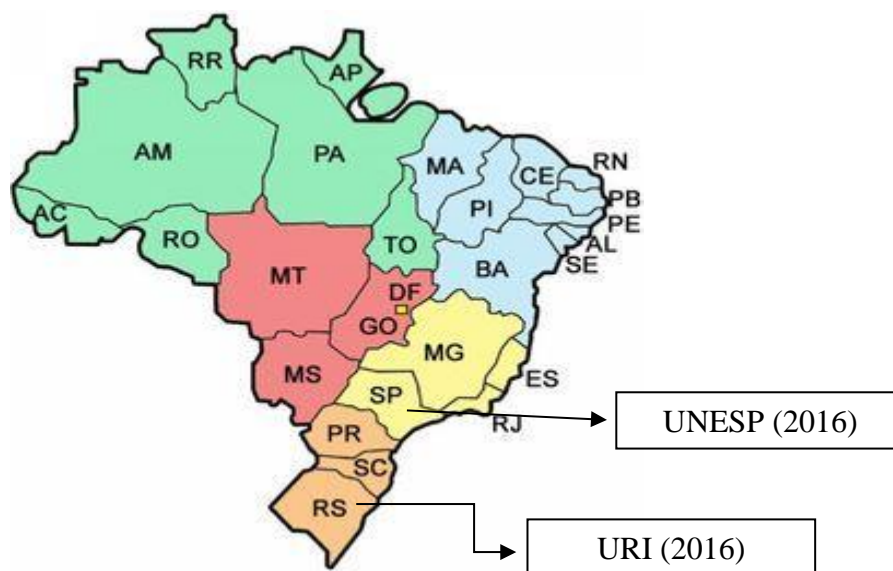 RR
AP
AM
PA
MA
CE
RN
PI
PB
PE
AC
AL
RO
TO
SE
BA
MT
DF
GO
MG
MS
ES
SP
RJ
UNESP (2016)
PR
SC
RS
URI (2016)